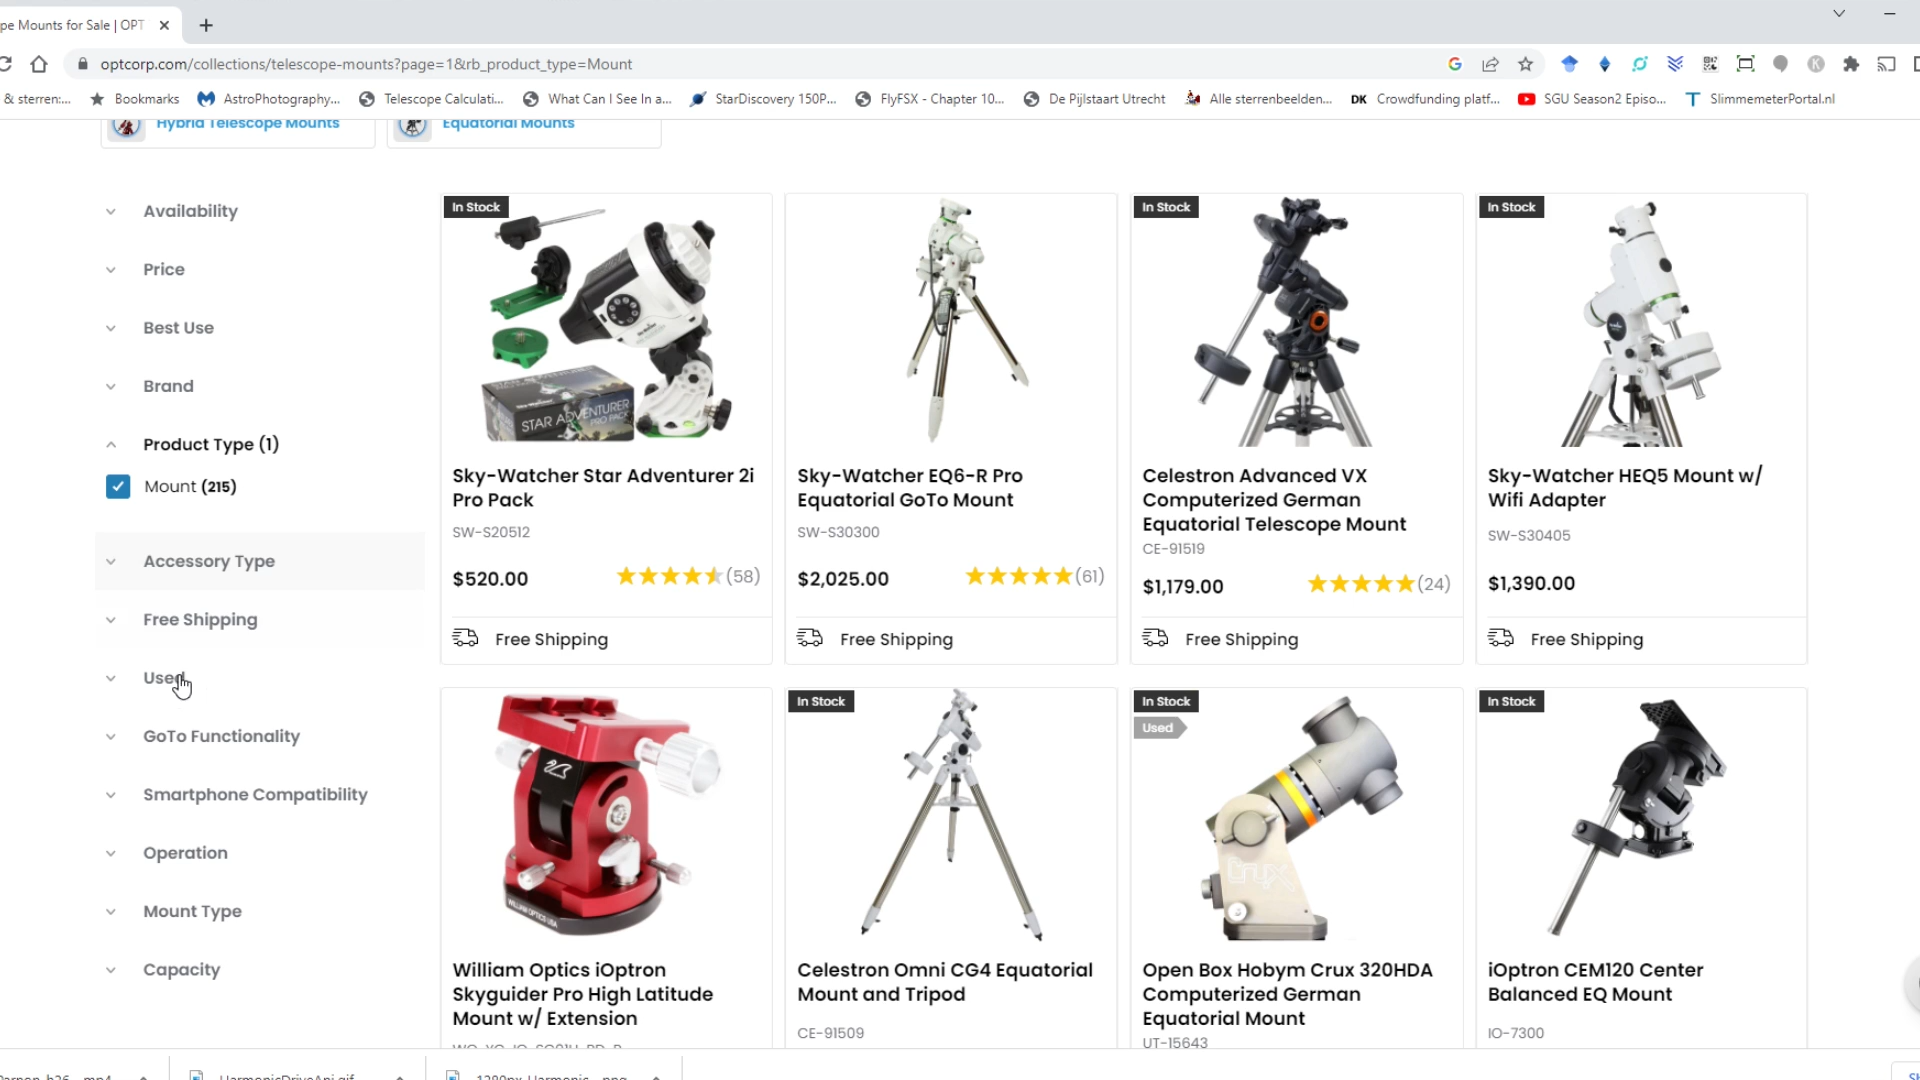 pe Mounts for Sale | OPT
optcorp.com/collections/telescope-mounts?page=1&rb_product_type=Mount
& sterren:... Bookmarks AstroPhotography... Telescope Calculati... What Can I See In a... StarDiscovery 150P... FlyFSX - Chapter 10... De Pijlstaart Utrecht Alle sterrenbeelden... DK Crowdfunding platf... SGU Season2 Episo... SlimmemeterPortal.nl
Hybrid Telescope Mounts Equatorial Mounts
Availability
Price
Best Use
Brand
Product Type (1)
Mount (215)
Accessory Type
Free Shipping
Used
GoTo Functionality
Smartphone Compatibility
Operation
Mount Type
Capacity
In Stock
STAR ADVENTURER
PRO PACK
Sky-Watcher Star Adventurer 2i
Pro Pack
SW-S20512
$520.00 (58)
Free Shipping
Sky-Watcher EQ6-R Pro
Equatorial GoTo Mount
SW-S30300
$2,025.00 (61)
Free Shipping
In Stock
Celestron Advanced VX
Computerized German
Equatorial Telescope Mount
CE-91519
$1,179.00 (24)
Free Shipping
In Stock
Sky-Watcher HEQ5 Mount w/
Wifi Adapter
SW-S30405
$1,390.00
Free Shipping
WILLIAM OPTICS USA
William Optics iOptron
Skyguider Pro High Latitude
Mount w/ Extension
In Stock
Celestron Omni CG4 Equatorial
Mount and Tripod
CE-91509
In Stock
Used
Crux
Open Box Hobym Crux 320HDA
Computerized German
Equatorial Mount
UT-15643
In Stock
iOptron CEM120 Center
Balanced EQ Mount
IO-7300
HarmonicDriveAni.gif